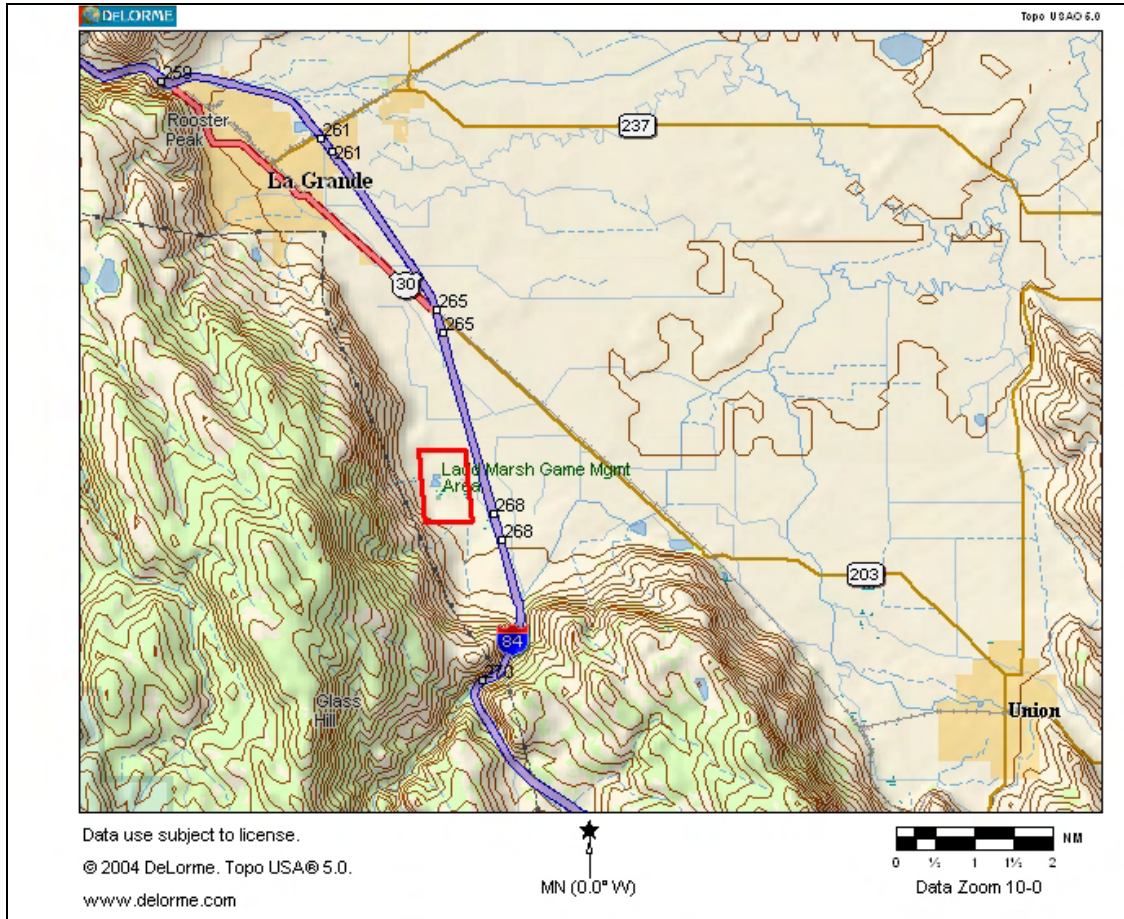 DELORME
Topo USA® 5.0
259
Rooster
Peak
261
261
237
La Grande
30
265
265
Ladd Marsh Game Mgmt
Area
268
268
203
84
270
Glass
Hill
Union
Data use subject to license.
© 2004 DeLorme. Topo USA® 5.0.
www.delorme.com
MN (0.0° W)
NM
0 ½ 1 1½ 2
Data Zoom 10-0